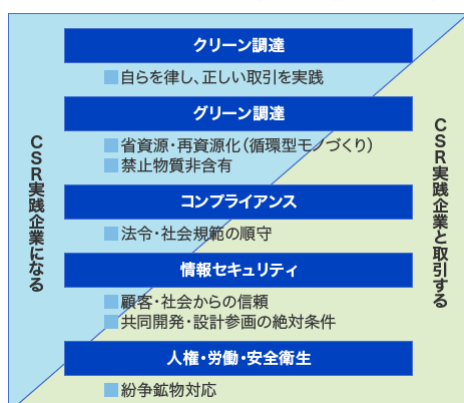 クリーン調達
■自らを律し、正しい取引を実践
グリーン調達
■省資源・再資源化(循環型モノづくり)
■禁止物質非含有
コンプライアンス
■法令・社会規範の順守
情報セキュリティ
■顧客・社会からの信頼
■共同開発・設計参画の絶対条件
人権・労働・安全衛生
■紛争鉱物対応
CSR実践企業になる
CSR実践企業と取引する